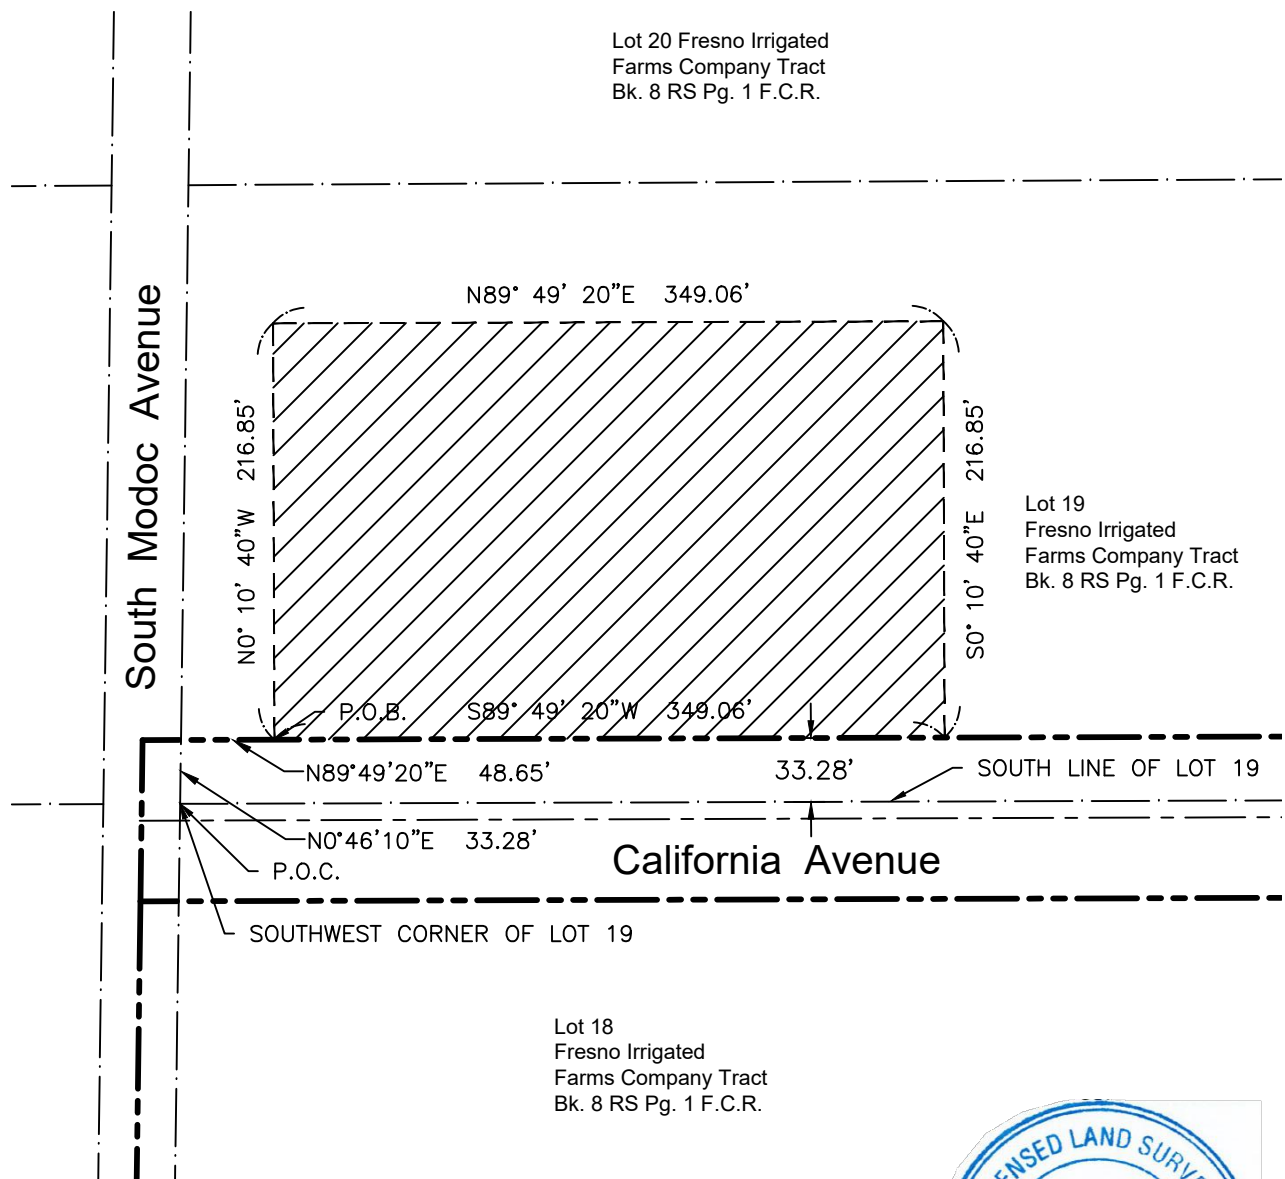 Lot 20 Fresno Irrigated
Farms Company Tract
Bk. 8 RS Pg. 1 F.C.R.
N89° 49' 20"E 349.06'
South Modoc Avenue
N0° 10' 40"W 216.85'
S0° 10' 40"E 216.85'
Lot 19
Fresno Irrigated
Farms Company Tract
Bk. 8 RS Pg. 1 F.C.R.
P.O.B. S89° 49' 20"W 349.06'
N89°49'20"E 48.65'
33.28'
SOUTH LINE OF LOT 19
N0°46'10"E 33.28'
P.O.C.
California Avenue
SOUTHWEST CORNER OF LOT 19
Lot 18
Fresno Irrigated
Farms Company Tract
Bk. 8 RS Pg. 1 F.C.R.
LAND